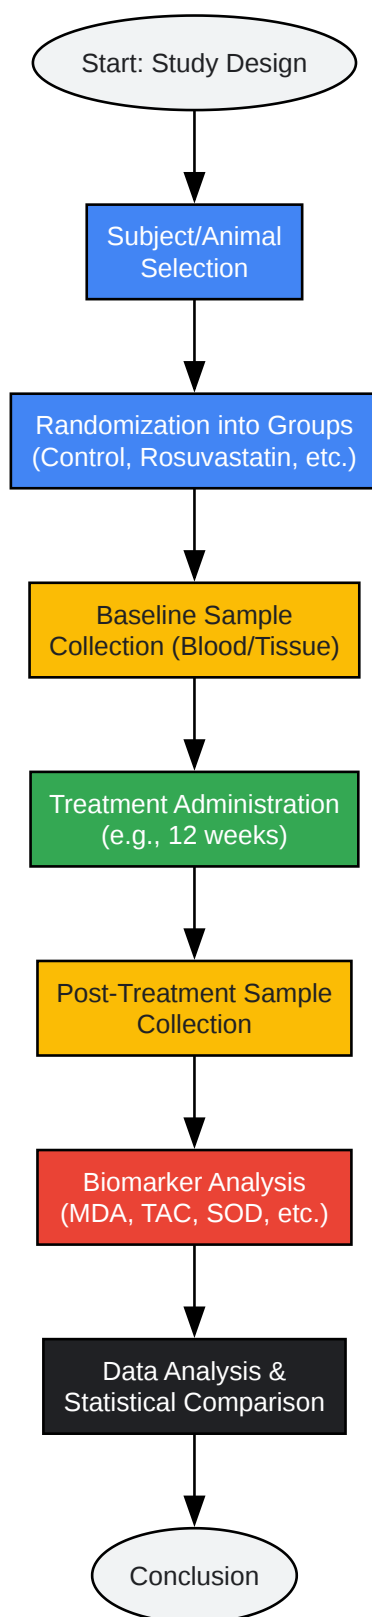 Start: Study Design
Subject/Animal
Selection
Randomization into Groups
(Control, Rosuvastatin, etc.)
Baseline Sample
Collection (Blood/Tissue)
Treatment Administration
(e.g., 12 weeks)
Post-Treatment Sample
Collection
Biomarker Analysis
(MDA, TAC, SOD, etc.)
Data Analysis &
Statistical Comparison
Conclusion